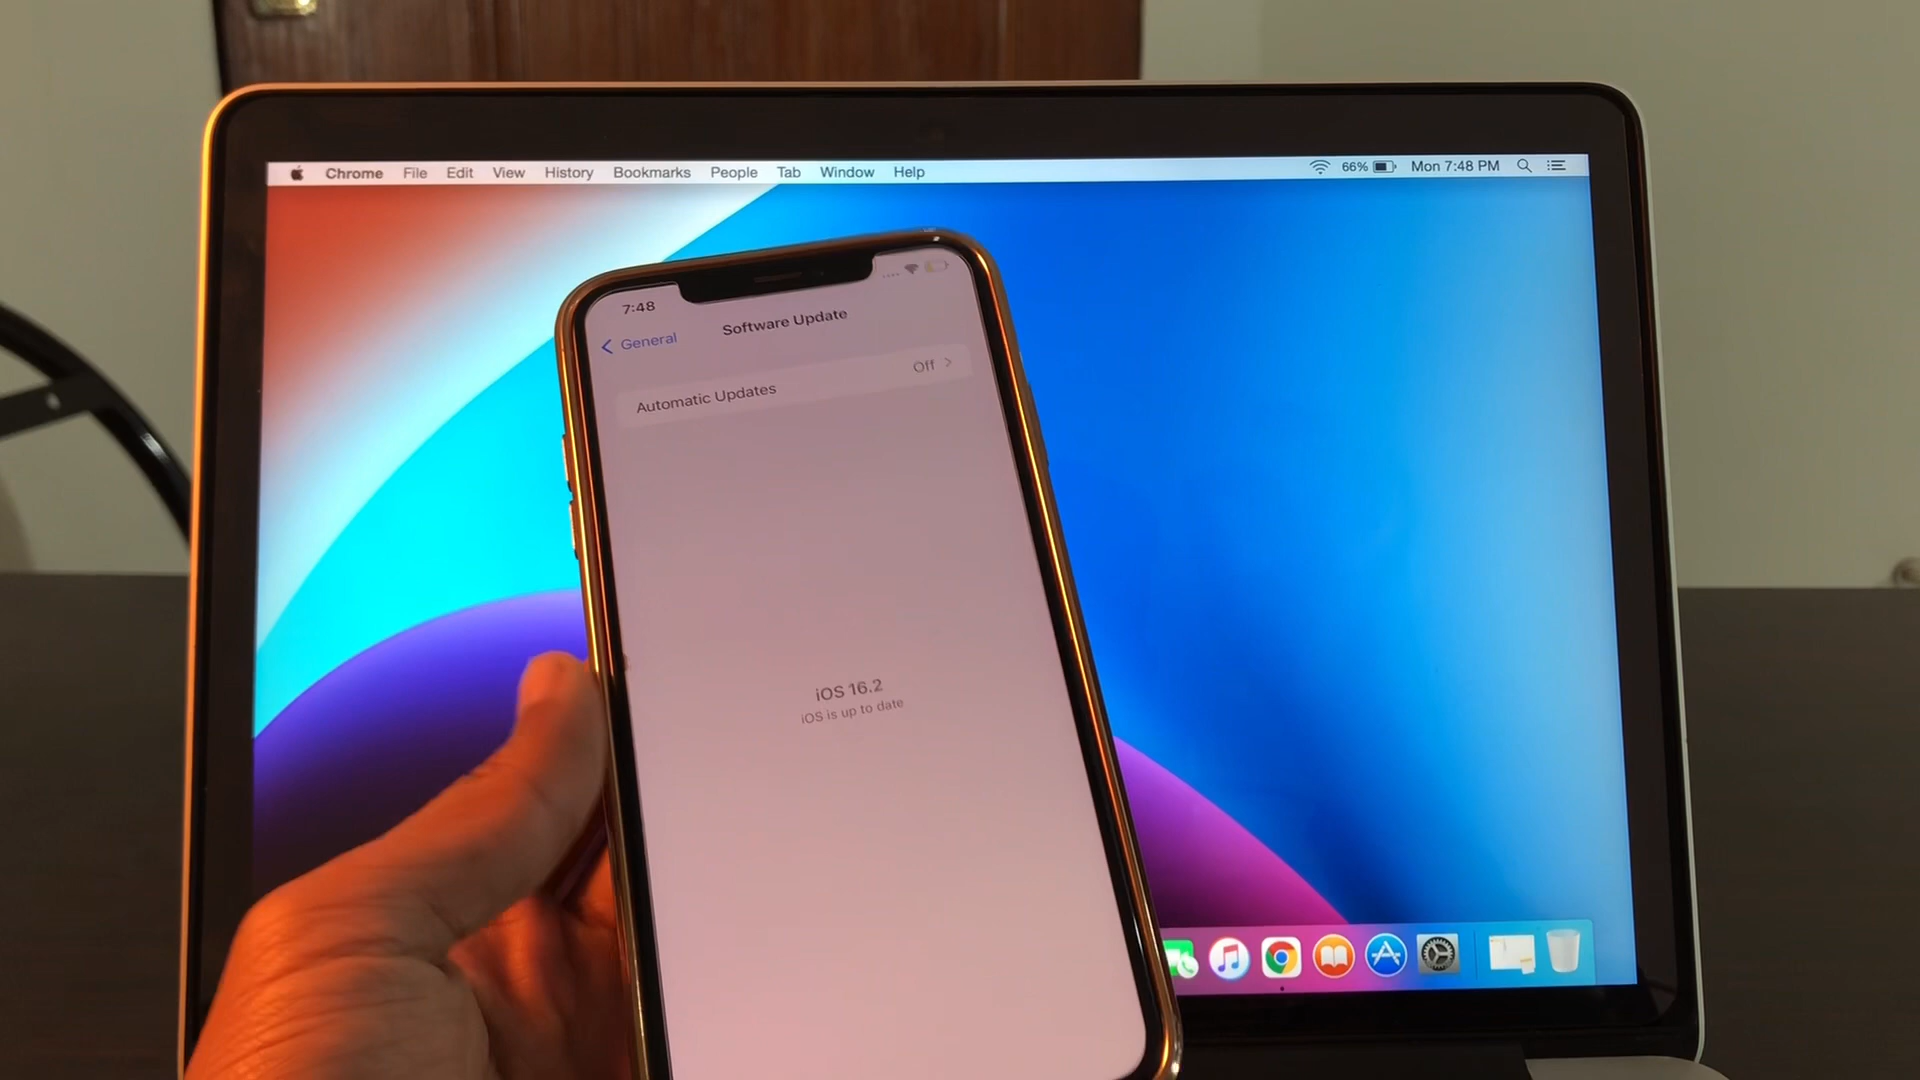 Chrome File Edit View History Bookmarks People Tab Window Help 66% Mon 7:48 PM
7:48
General Software Update
Automatic Updates Off
iOS 16.2
iOS is up to date